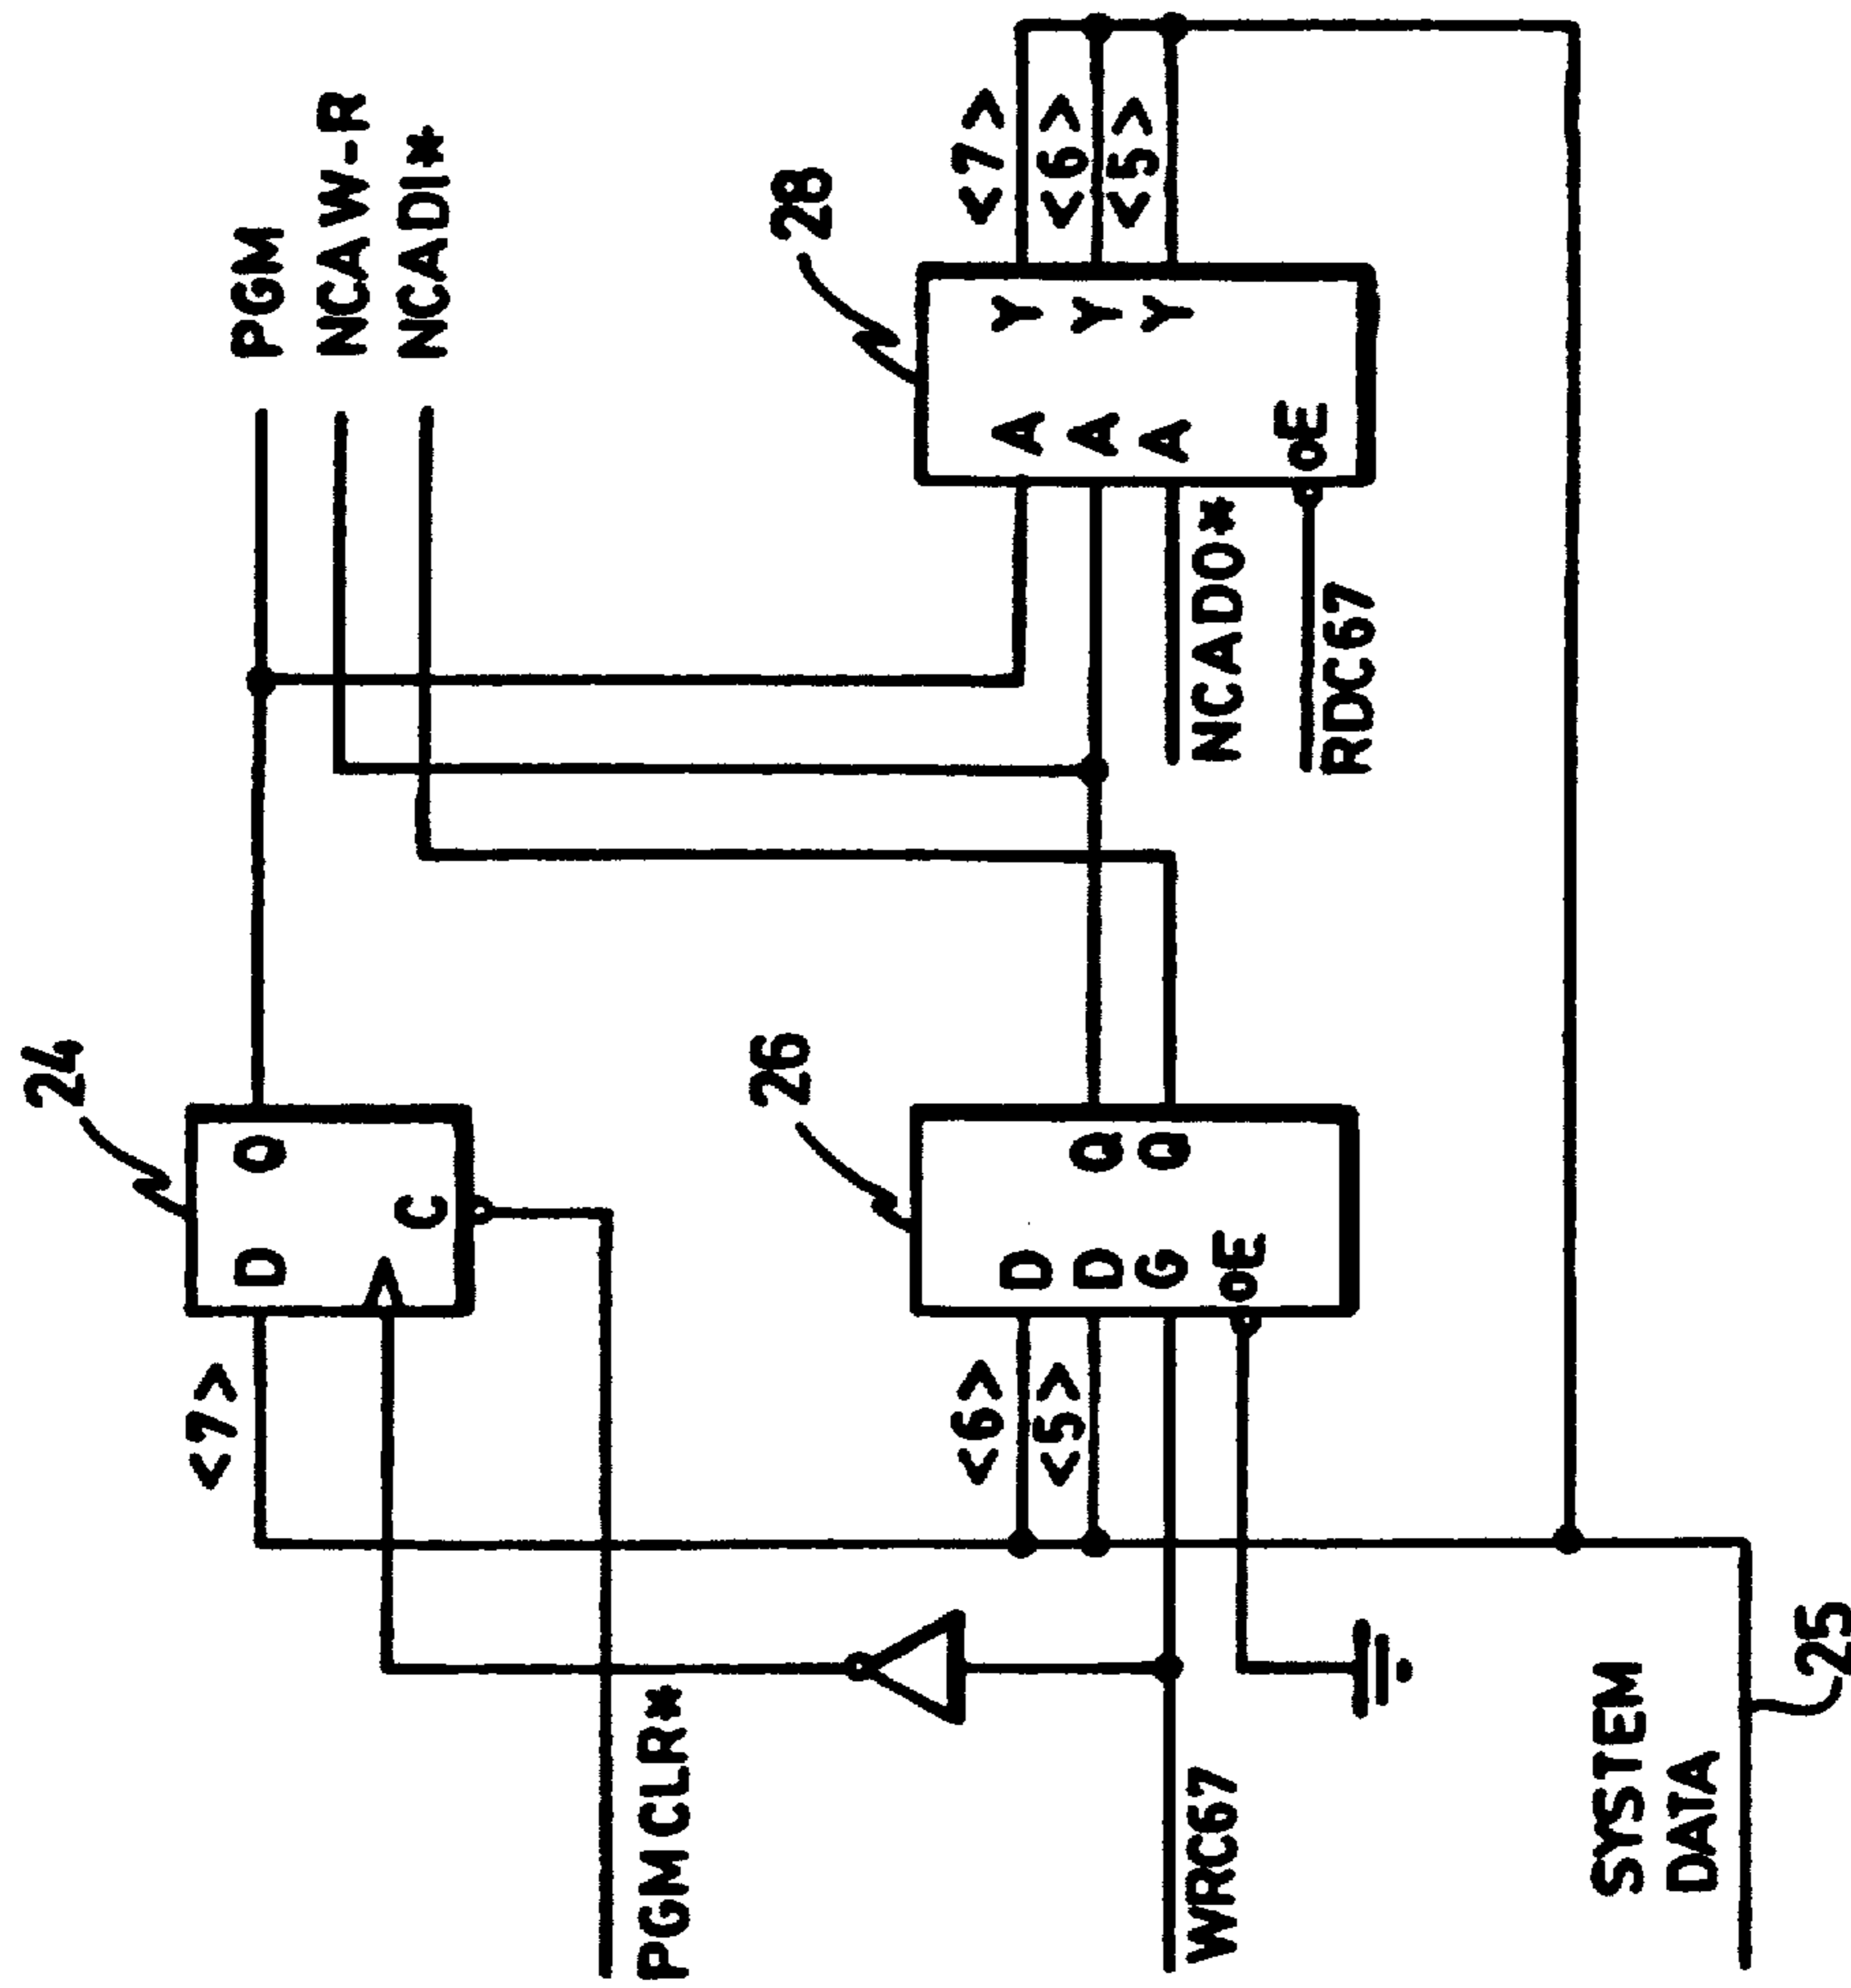 24
<7>
D
Q
C
PGM
NCAW-R
NCADI*
PGMCLR*
26
<6>
<5>
D
D
G
OE
Q
Q
28
A
A
A
OE
Y
Y
Y
<7>
<6>
<5>
NCADO*
RDC67
WRC67
SYSTEM
DATA
25